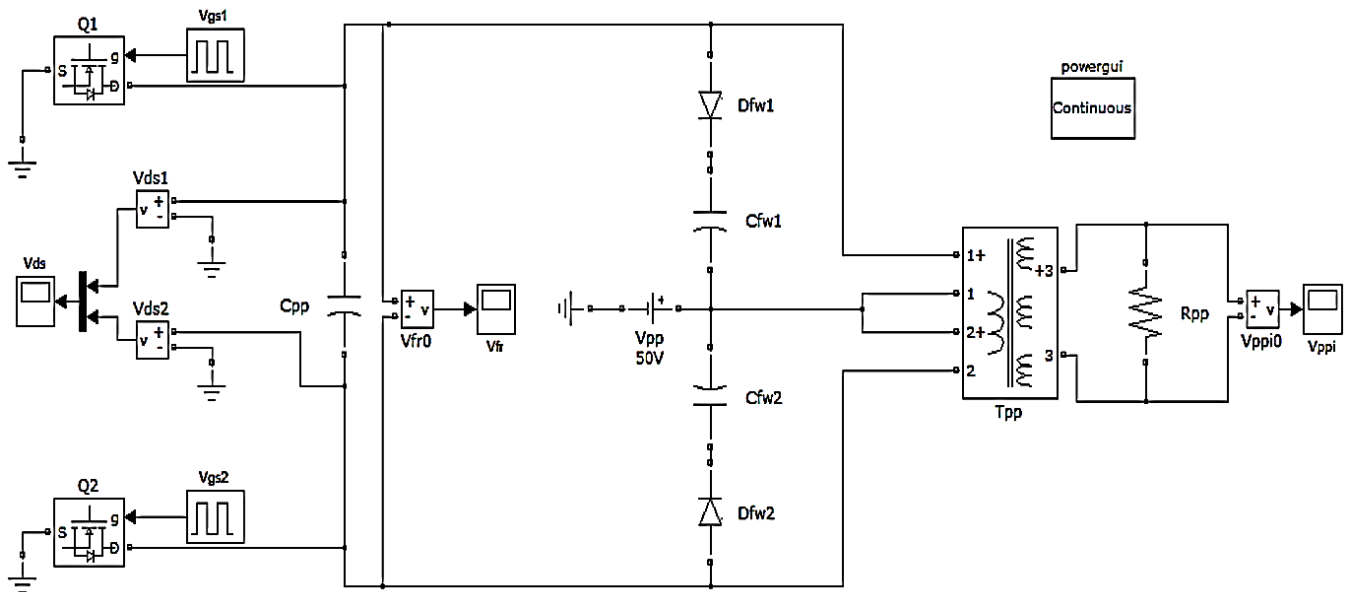 Vgs1
Q1
g
S
D
Vds1
+
v
-
Vds
Vds2
+
v
-
Cpp
+
v
-
Vfr0
Vfr
Vgs2
Q2
g
S
D
Dfw1
Cfw1
+
Vpp
50V
Cfw2
Dfw2
powergui
Continuous
1+
1
2+
2
+3
3
Tpp
Rpp
+
v
-
Vppi0
Vppi